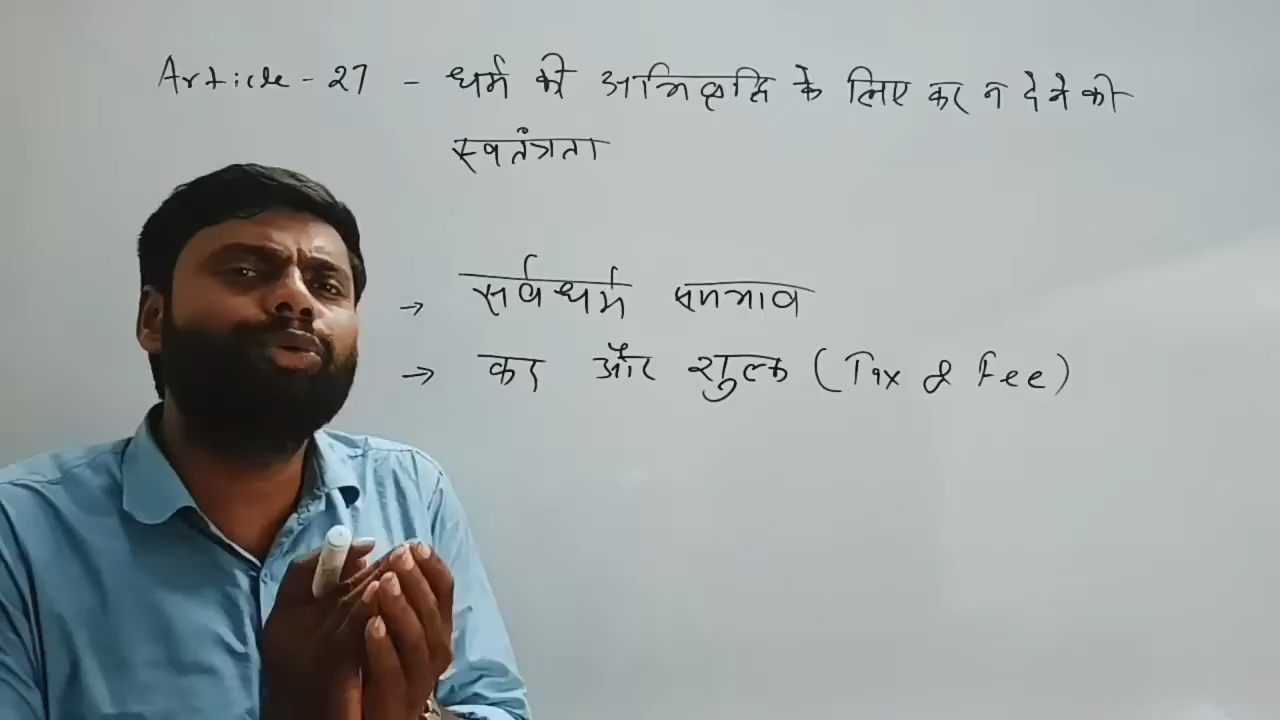 Article - 27 - धर्म की अभिवृद्धि के लिए कर न देने की
स्वतंत्रता
→ सर्वधर्म समभाव
→ कर और शुल्क (Tax & Fee)